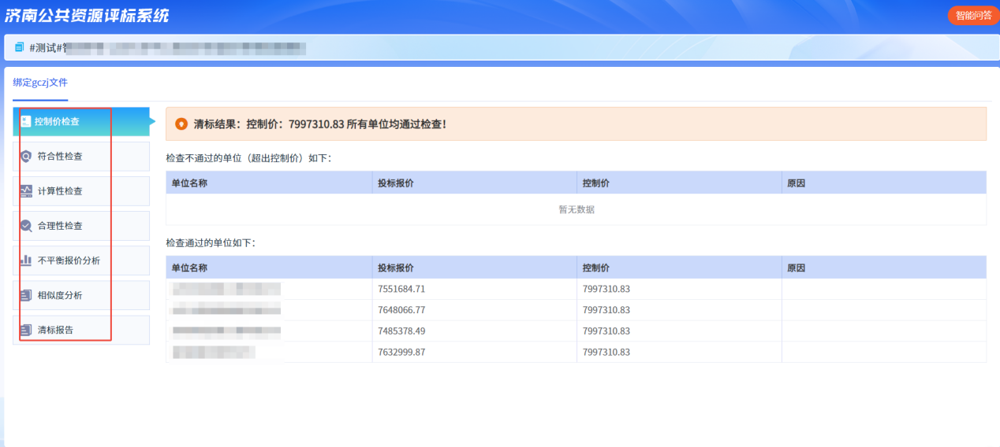 济南公共资源评标系统
智能问答
#测试#
绑定gczj文件
控制价检查
符合性检查
计算性检查
合理性检查
不平衡报价分析
相似度分析
清标报告
清标结果：控制价：7997310.83 所有单位均通过检查！
检查不通过的单位（超出控制价）如下：
单位名称 投标报价 控制价 原因
暂无数据
检查通过的单位如下：
单位名称 投标报价 控制价 原因
7551684.71 7997310.83
7648066.77 7997310.83
7485378.49 7997310.83
7632999.87 7997310.83